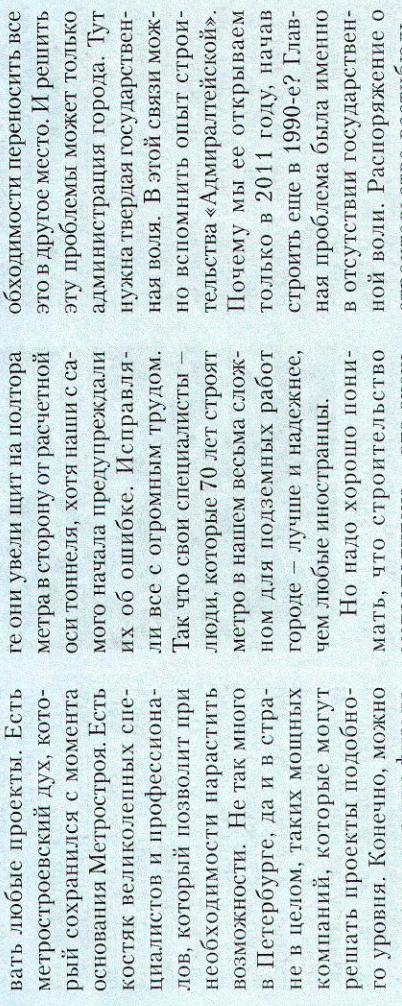 вать любые проекты. Есть
метростроевский дух, кото-
рый сохранился с момента
основания Метростроя. Есть
костяк великолепных спе-
циалистов и профессиона-
лов, который позволит при
необходимости нарастить
возможности. Не так много
в Петербурге, да и в стра-
не в целом, таких мощных
компаний, которые могут
решать проекты подобно-
го уровня. Конечно, можно
ге они увели щит на полтора
метра в сторону от расчетной
оси тоннеля, хотя наши с са-
мого начала предупреждали
их об ошибке. Исправля-
ли все с огромным трудом.
Так что свои специалисты –
люди, которые 70 лет строят
метро в нашем весьма слож-
ном для подземных работ
городе – лучше и надежнее,
чем любые иностранцы.
Но надо хорошо пони-
мать, что строительство
обходимости переносить все
это в другое место. И решить
эту проблемы может только
администрация города. Тут
нужна твердая государствен-
ная воля. В этой связи мож-
но вспомнить опыт строи-
тельства «Адмиралтейской».
Почему мы ее открываем
только в 2011 году, начав
строить еще в 1990-е? Глав-
ная проблема была именно
в отсутствии государствен-
ной воли. Распоряжение о